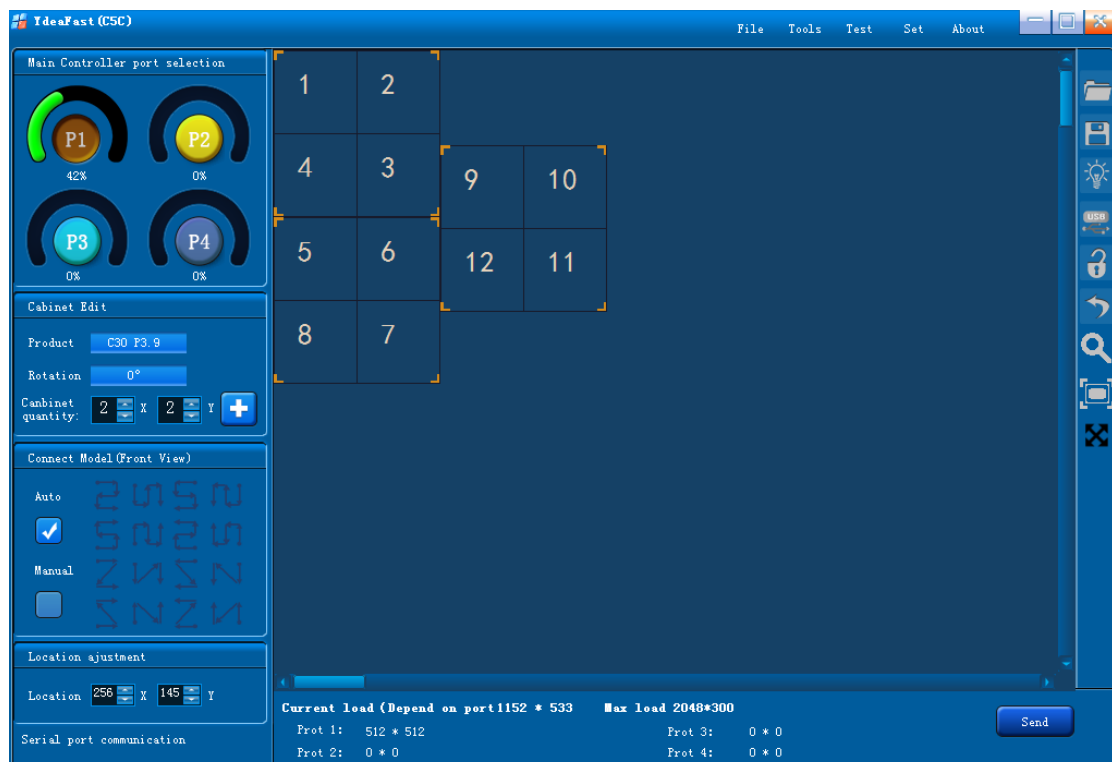 YdeaFast(C5C)
File Tools Test Set About
Main Controller port selection
P1 P2
42% 0%
P3 P4
0% 0%
Cabinet Edit
Product C30 P3.9
Rotation 0°
Canbinet quantity: 2 X 2 Y
Connect Model(Front View)
Auto
Manual
Location ajustment
Location 256 X 145 Y
Serial port communication
1 2
4 3
9 10
5 6
12 11
8 7
USB
Current load(Depend on port1152 * 533 Max load 2048*300
Prot 1: 512 * 512 Prot 3: 0 * 0
Prot 2: 0 * 0 Prot 4: 0 * 0
Send